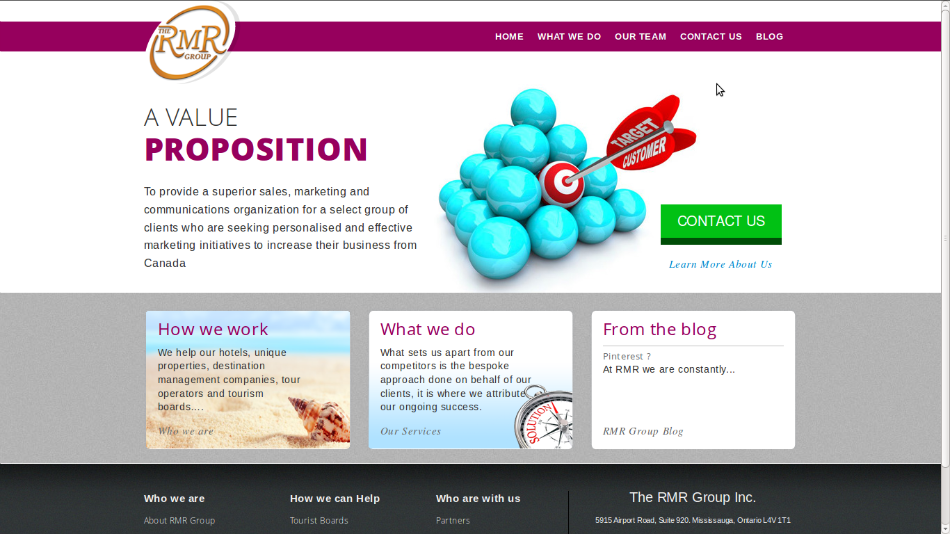 THE
RMR
GROUP
HOME WHAT WE DO OUR TEAM CONTACT US BLOG
A VALUE
PROPOSITION
To provide a superior sales, marketing and
communications organization for a select group of
clients who are seeking personalised and effective
marketing initiatives to increase their business from
Canada
TARGET
CUSTOMER
CONTACT US
Learn More About Us
How we work
We help our hotels, unique
properties, destination
management companies, tour
operators and tourism
boards....
Who we are
What we do
What sets us apart from our
competitors is the bespoke
approach done on behalf of our
clients, it is where we attribute
our ongoing success.
Our Services
SOLUTION
From the blog
Pinterest ?
At RMR we are constantly...
RMR Group Blog
Who we are
About RMR Group
How we can Help
Tourist Boards
Who are with us
Partners
The RMR Group Inc.
5915 Airport Road, Suite 920. Mississauga, Ontario L4V 1T1